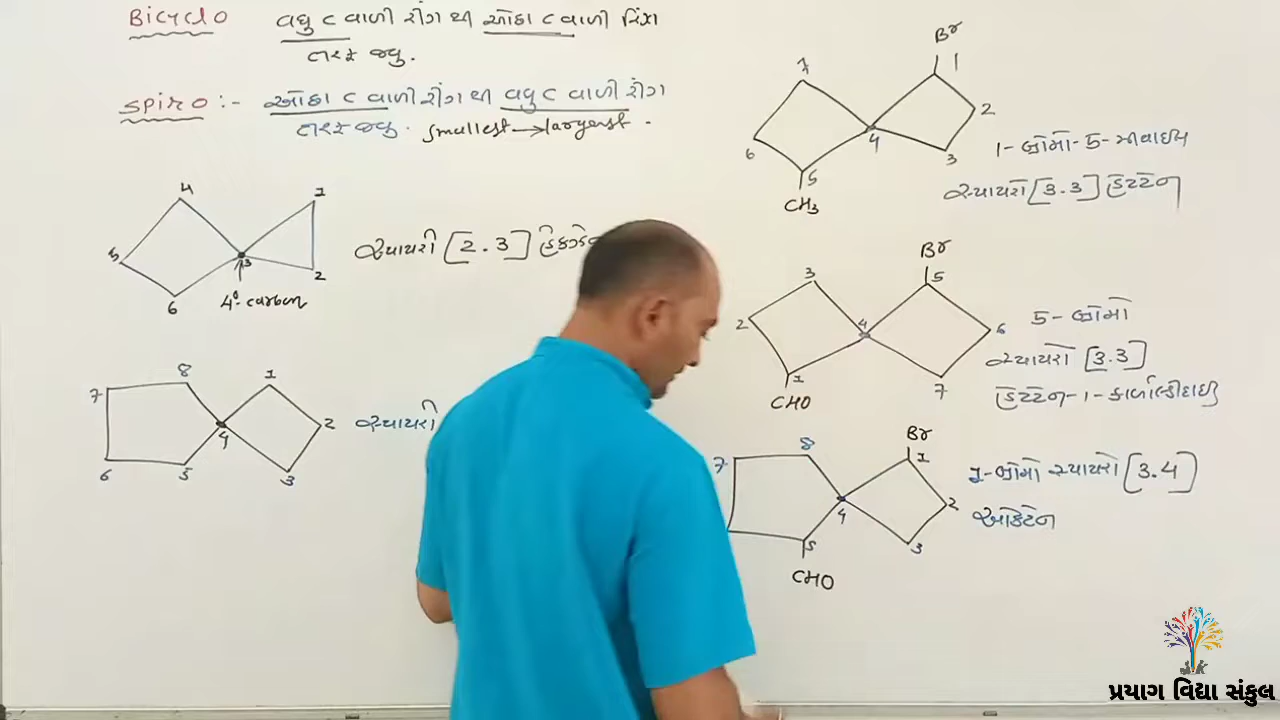 Bicyclo વધુ C વાળી રીંગ થી ઓછા C વાળી રિંગ
તરફ જવુ.
SPIRO :- ઓછા C વાળી રીંગ થી વધુ C વાળી રીંગ
તરફ જવુ. smallest → largest.
4
1
5
3
2
6
4° carbon
સ્પાયરો [2.3]
8
1
7
4
2
6
5
3
સ્પાયરો
Br
7
1
2
6
4
3
5
CH3
1-બ્રોમો-5-મીથાઇલ
સ્પાયરો [3.3] હેપ્ટેન
Br
3
5
2
4
6
1
7
CHO
5-બ્રોમો
સ્પાયરો [3.3]
હેપ્ટેન-1-કાર્બાલ્ડીહાઇડ
Br
8
1
7
4
2
5
3
CHO
1-બ્રોમો સ્પાયરો [3.4]
ઓક્ટેન
પ્રયાગ વિદ્યા સંકુલ